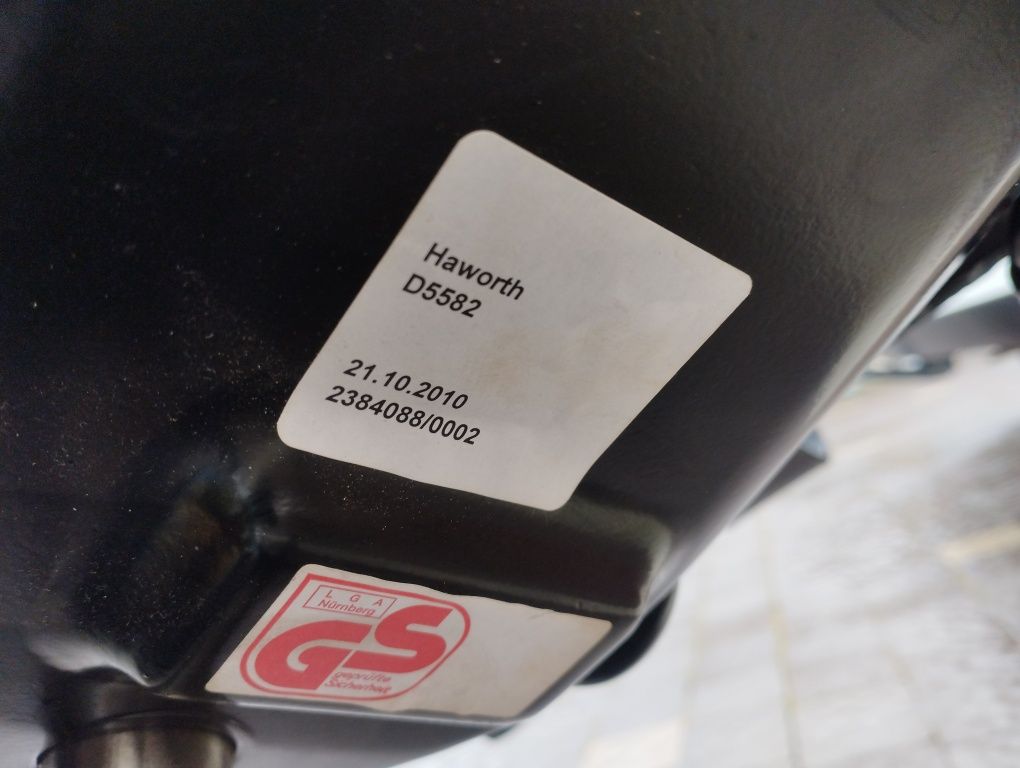 Haworth
D5582
21.10.2010
2384088/0002
L G A
Nürnberg
GS
geprüfte
Sicherheit